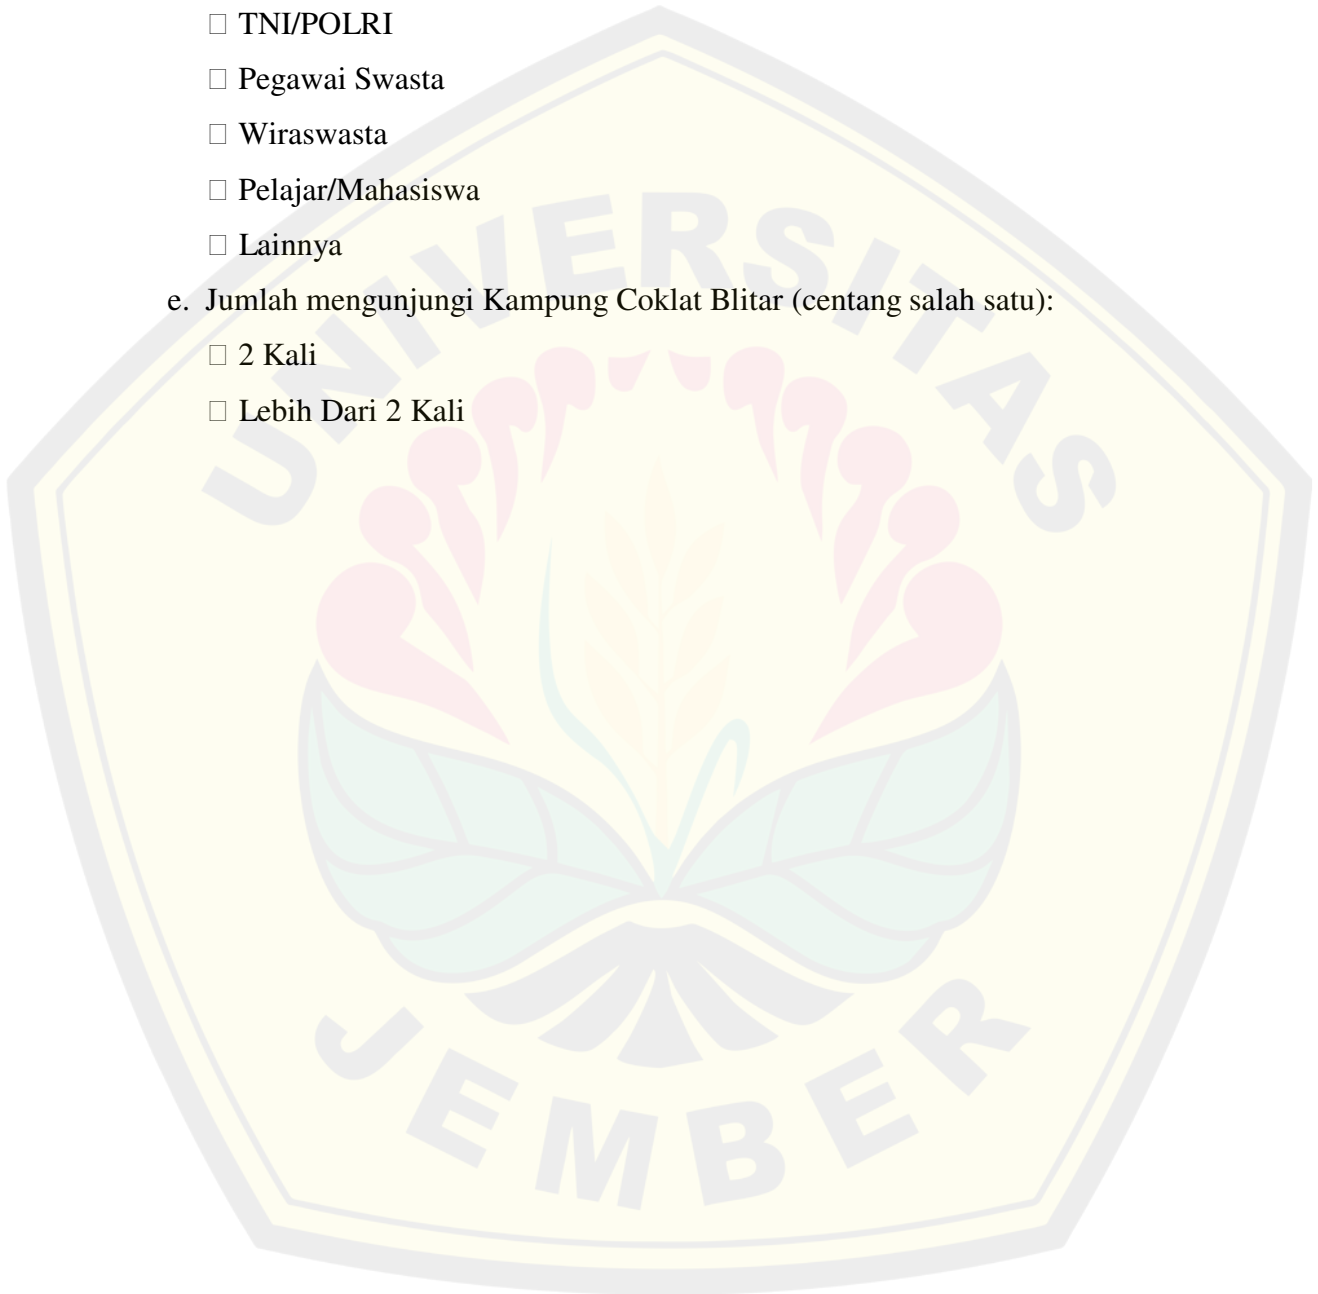 □ TNI/POLRI
□ Pegawai Swasta
□ Wiraswasta
□ Pelajar/Mahasiswa
□ Lainnya
e. Jumlah mengunjungi Kampung Coklat Blitar (centang salah satu):
□ 2 Kali
□ Lebih Dari 2 Kali
UNIVERSITAS
JEMBER